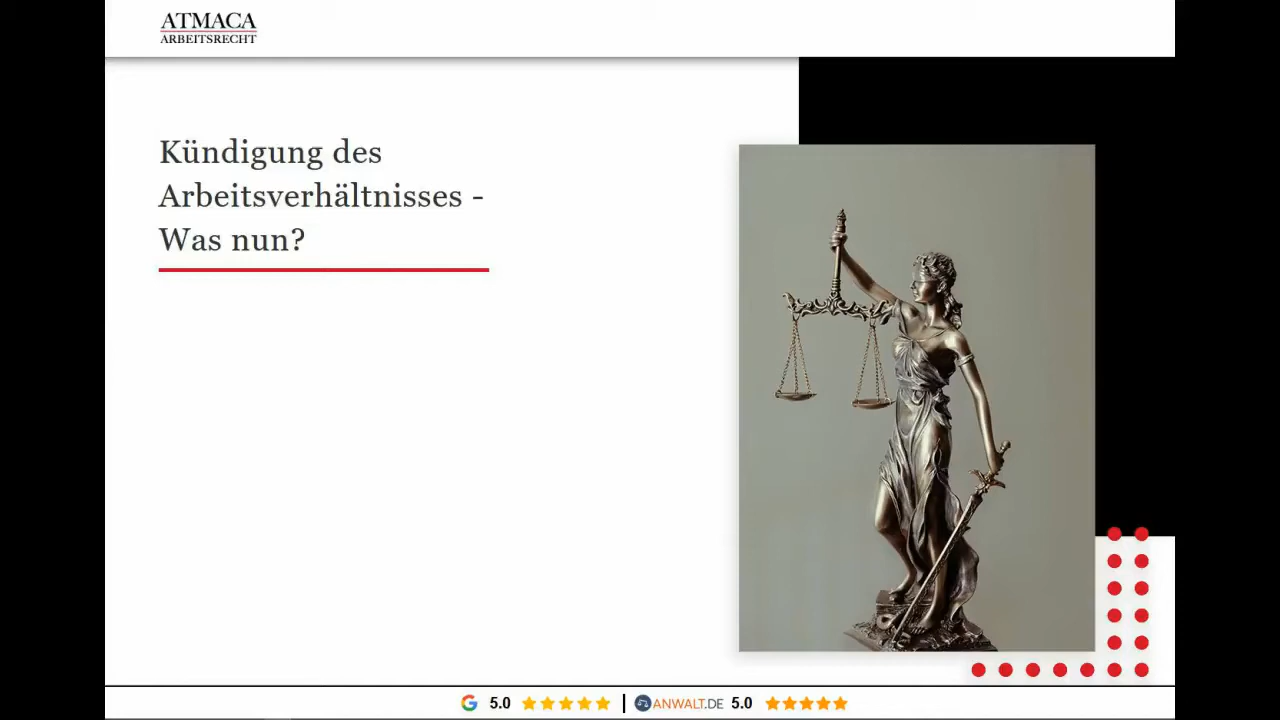 ATMACA
ARBEITSRECHT
Kündigung des
Arbeitsverhältnisses -
Was nun?
5.0 | ANWALT.DE 5.0